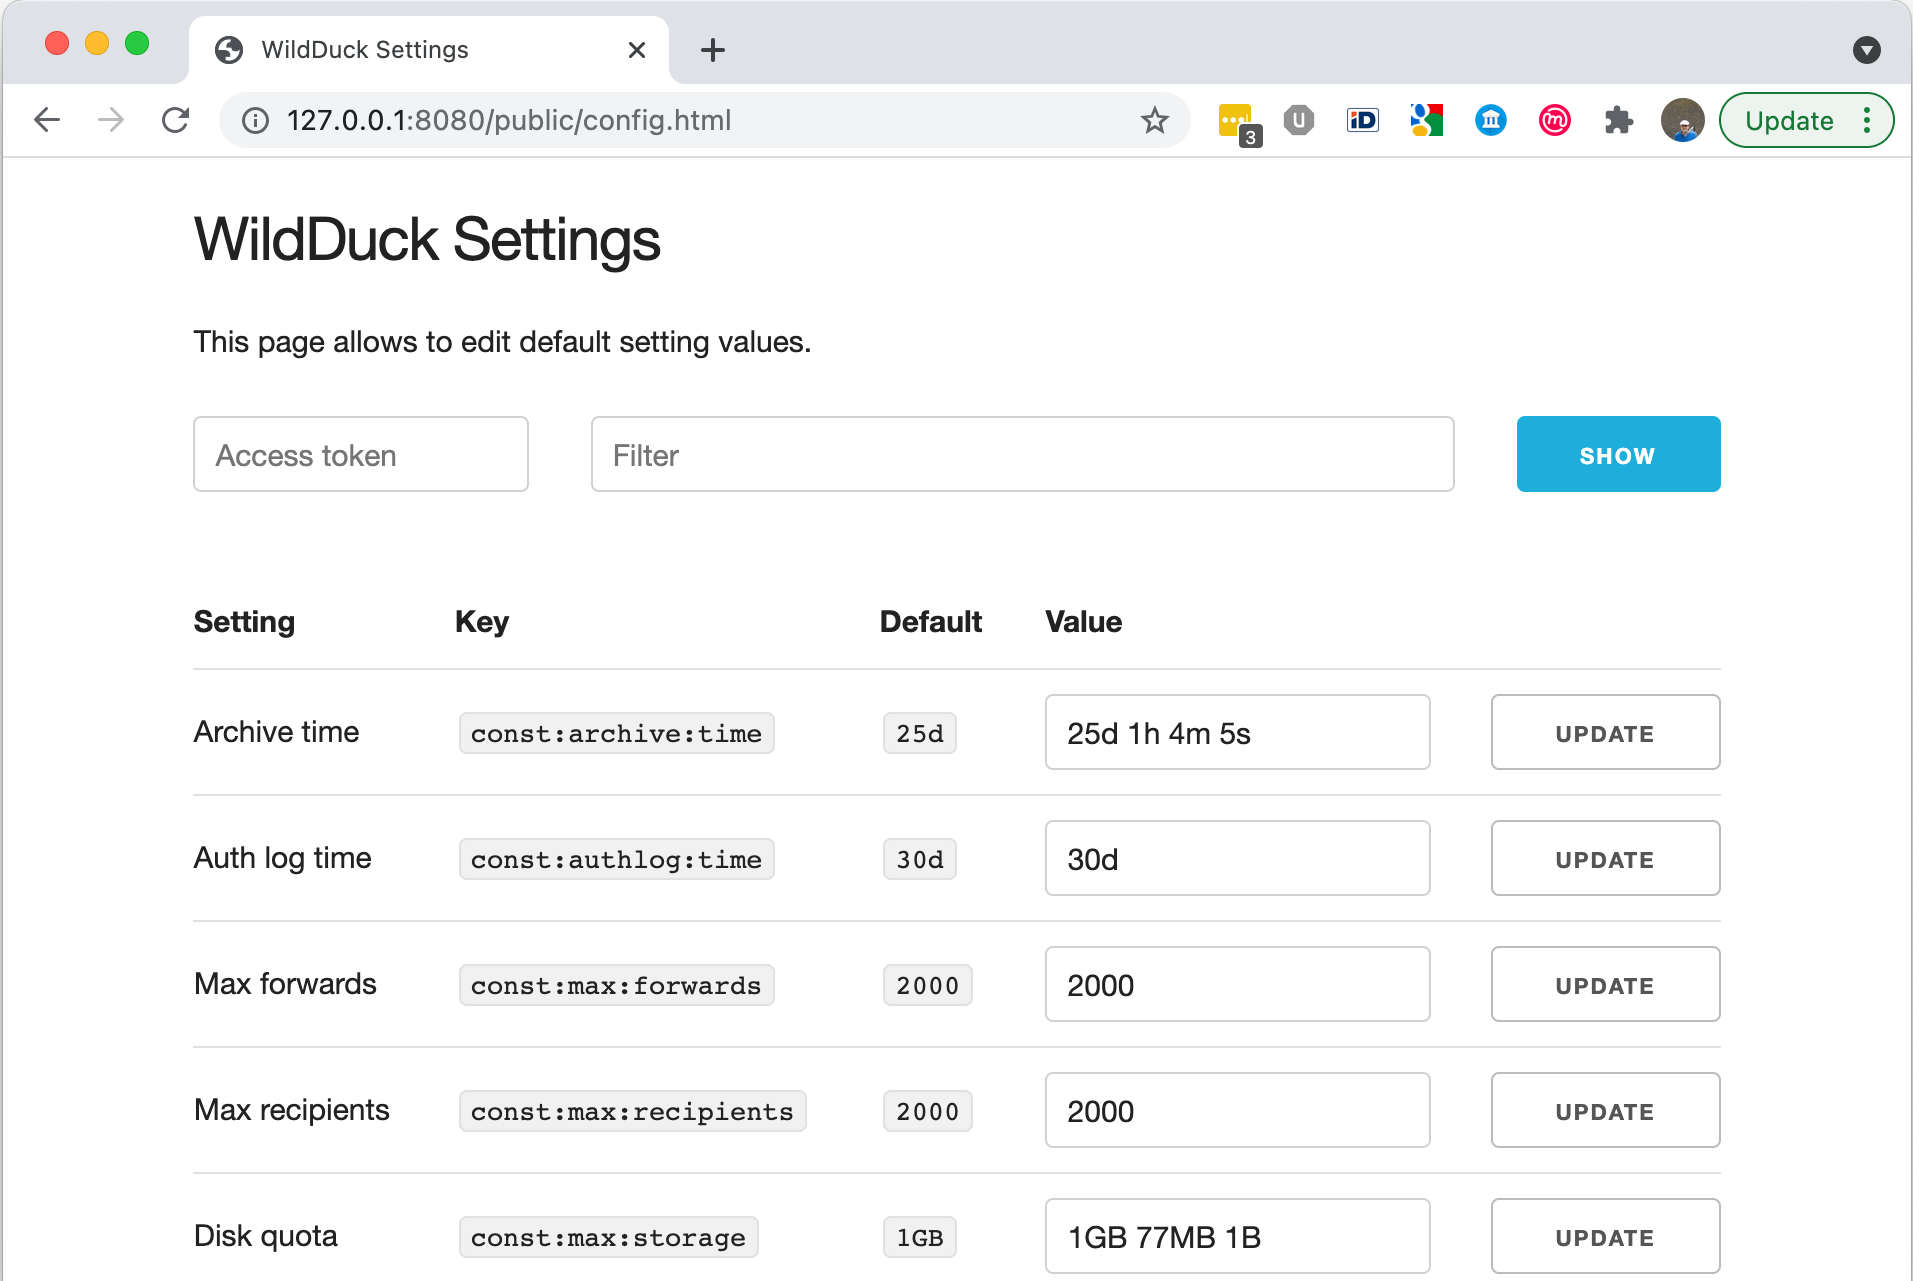 WildDuck Settings
127.0.0.1:8080/public/config.html
3
U
iD
m
Update
WildDuck Settings
This page allows to edit default setting values.
Access token Filter SHOW
Setting Key Default Value
Archive time const:archive:time 25d 25d 1h 4m 5s UPDATE
Auth log time const:authlog:time 30d 30d UPDATE
Max forwards const:max:forwards 2000 2000 UPDATE
Max recipients const:max:recipients 2000 2000 UPDATE
Disk quota const:max:storage 1GB 1GB 77MB 1B UPDATE